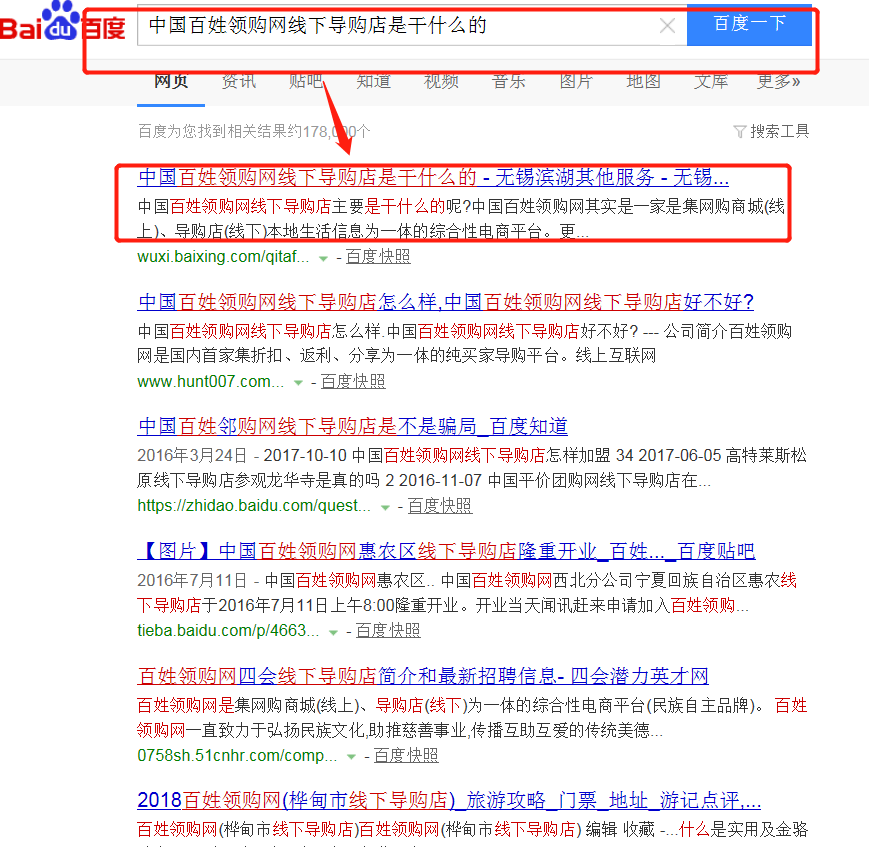 Bai du 百度
中国百姓领购网线下导购店是干什么的
百度一下
网页 资讯 贴吧 知道 视频 音乐 图片 地图 文库 更多»
百度为您找到相关结果约178,000个
搜索工具
中国百姓领购网线下导购店是干什么的 - 无锡滨湖其他服务 - 无锡...
中国百姓领购网线下导购店主要是干什么的呢?中国百姓领购网其实是一家是集网购商城(线
上)、导购店(线下)本地生活信息为一体的综合性电商平台。更...
wuxi.baixing.com/qitaf... - 百度快照
中国百姓领购网线下导购店怎么样,中国百姓领购网线下导购店好不好?
中国百姓领购网线下导购店怎么样.中国百姓领购网线下导购店好不好? --- 公司简介百姓领购
网是国内首家集折扣、返利、分享为一体的纯买家导购平台。线上互联网
www.hunt007.com... - 百度快照
中国百姓邻购网线下导购店是不是骗局_百度知道
2016年3月24日 - 2017-10-10 中国百姓领购网线下导购店怎样加盟 34 2017-06-05 高特莱斯松
原线下导购店参观龙华寺是真的吗 2 2016-11-07 中国平价团购网线下导购店在...
https://zhidao.baidu.com/quest... - 百度快照
【图片】中国百姓领购网惠农区线下导购店隆重开业_百姓..._百度贴吧
2016年7月11日 - 中国百姓领购网惠农区.. 中国百姓领购网西北分公司宁夏回族自治区惠农线
下导购店于2016年7月11日上午8:00隆重开业。开业当天闻讯赶来申请加入百姓领购...
tieba.baidu.com/p/4663... - 百度快照
百姓领购网四会线下导购店简介和最新招聘信息- 四会潜力英才网
百姓领购网是集网购商城(线上)、导购店(线下)为一体的综合性电商平台(民族自主品牌)。 百姓
领购网一直致力于弘扬民族文化,助推慈善事业,传播互助互爱的传统美德...
0758sh.51cnhr.com/comp... - 百度快照
2018百姓领购网(桦甸市线下导购店)_旅游攻略_门票_地址_游记点评,...
百姓领购网(桦甸市线下导购店)百姓领购网(桦甸市线下导购店) 编辑 收藏 -...什么是实用及金骆